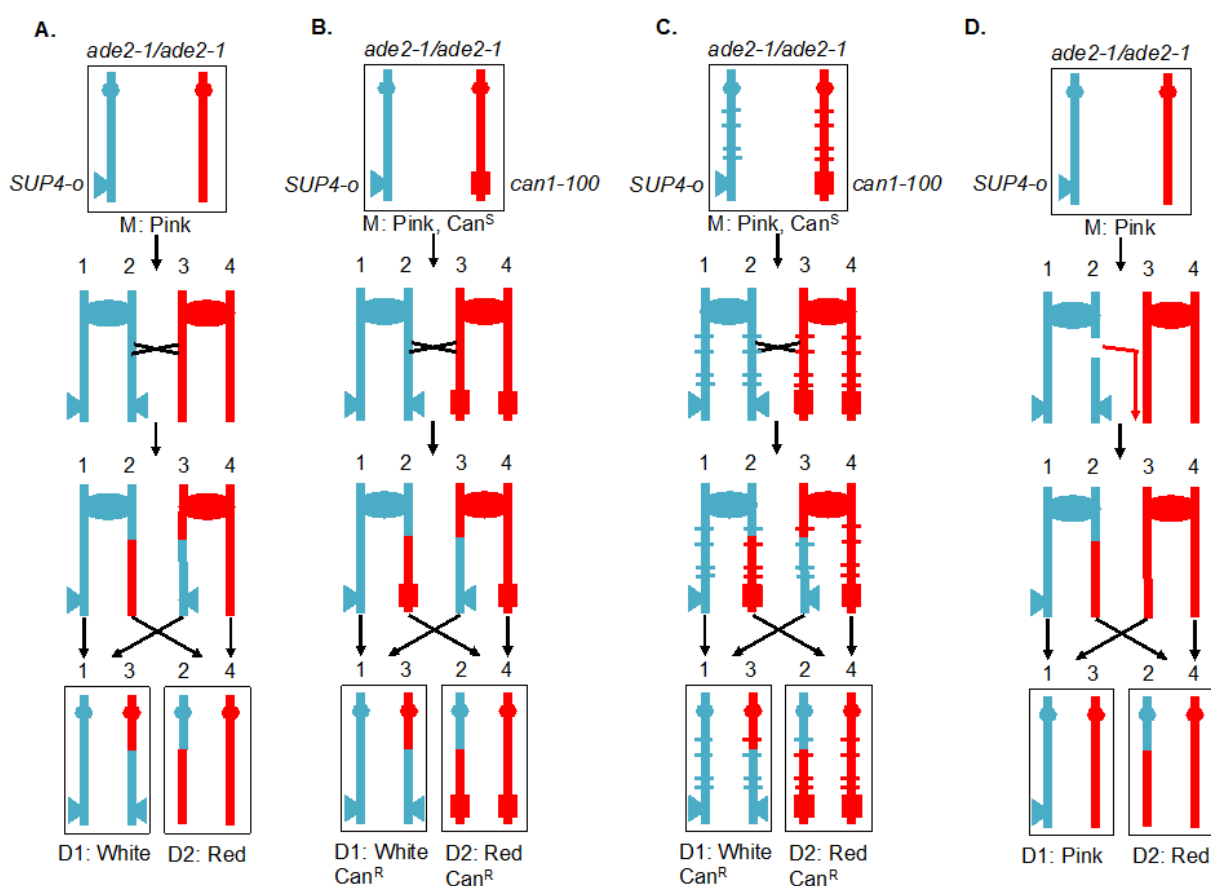 A.
B.
C.
D.
ade2-1/ade2-1
ade2-1/ade2-1
ade2-1/ade2-1
ade2-1/ade2-1
SUP4-o
SUP4-o
can1-100
SUP4-o
can1-100
SUP4-o
M: Pink
M: Pink, Can^S
M: Pink, Can^S
M: Pink
1 2 3 4
1 2 3 4
1 2 3 4
1 2 3 4
1 2 3 4
1 2 3 4
1 2 3 4
1 2 3 4
1 3 2 4
1 3 2 4
1 3 2 4
1 3 2 4
D1: White
D2: Red
D1: White
Can^R
D2: Red
Can^R
D1: White
Can^R
D2: Red
Can^R
D1: Pink
D2: Red